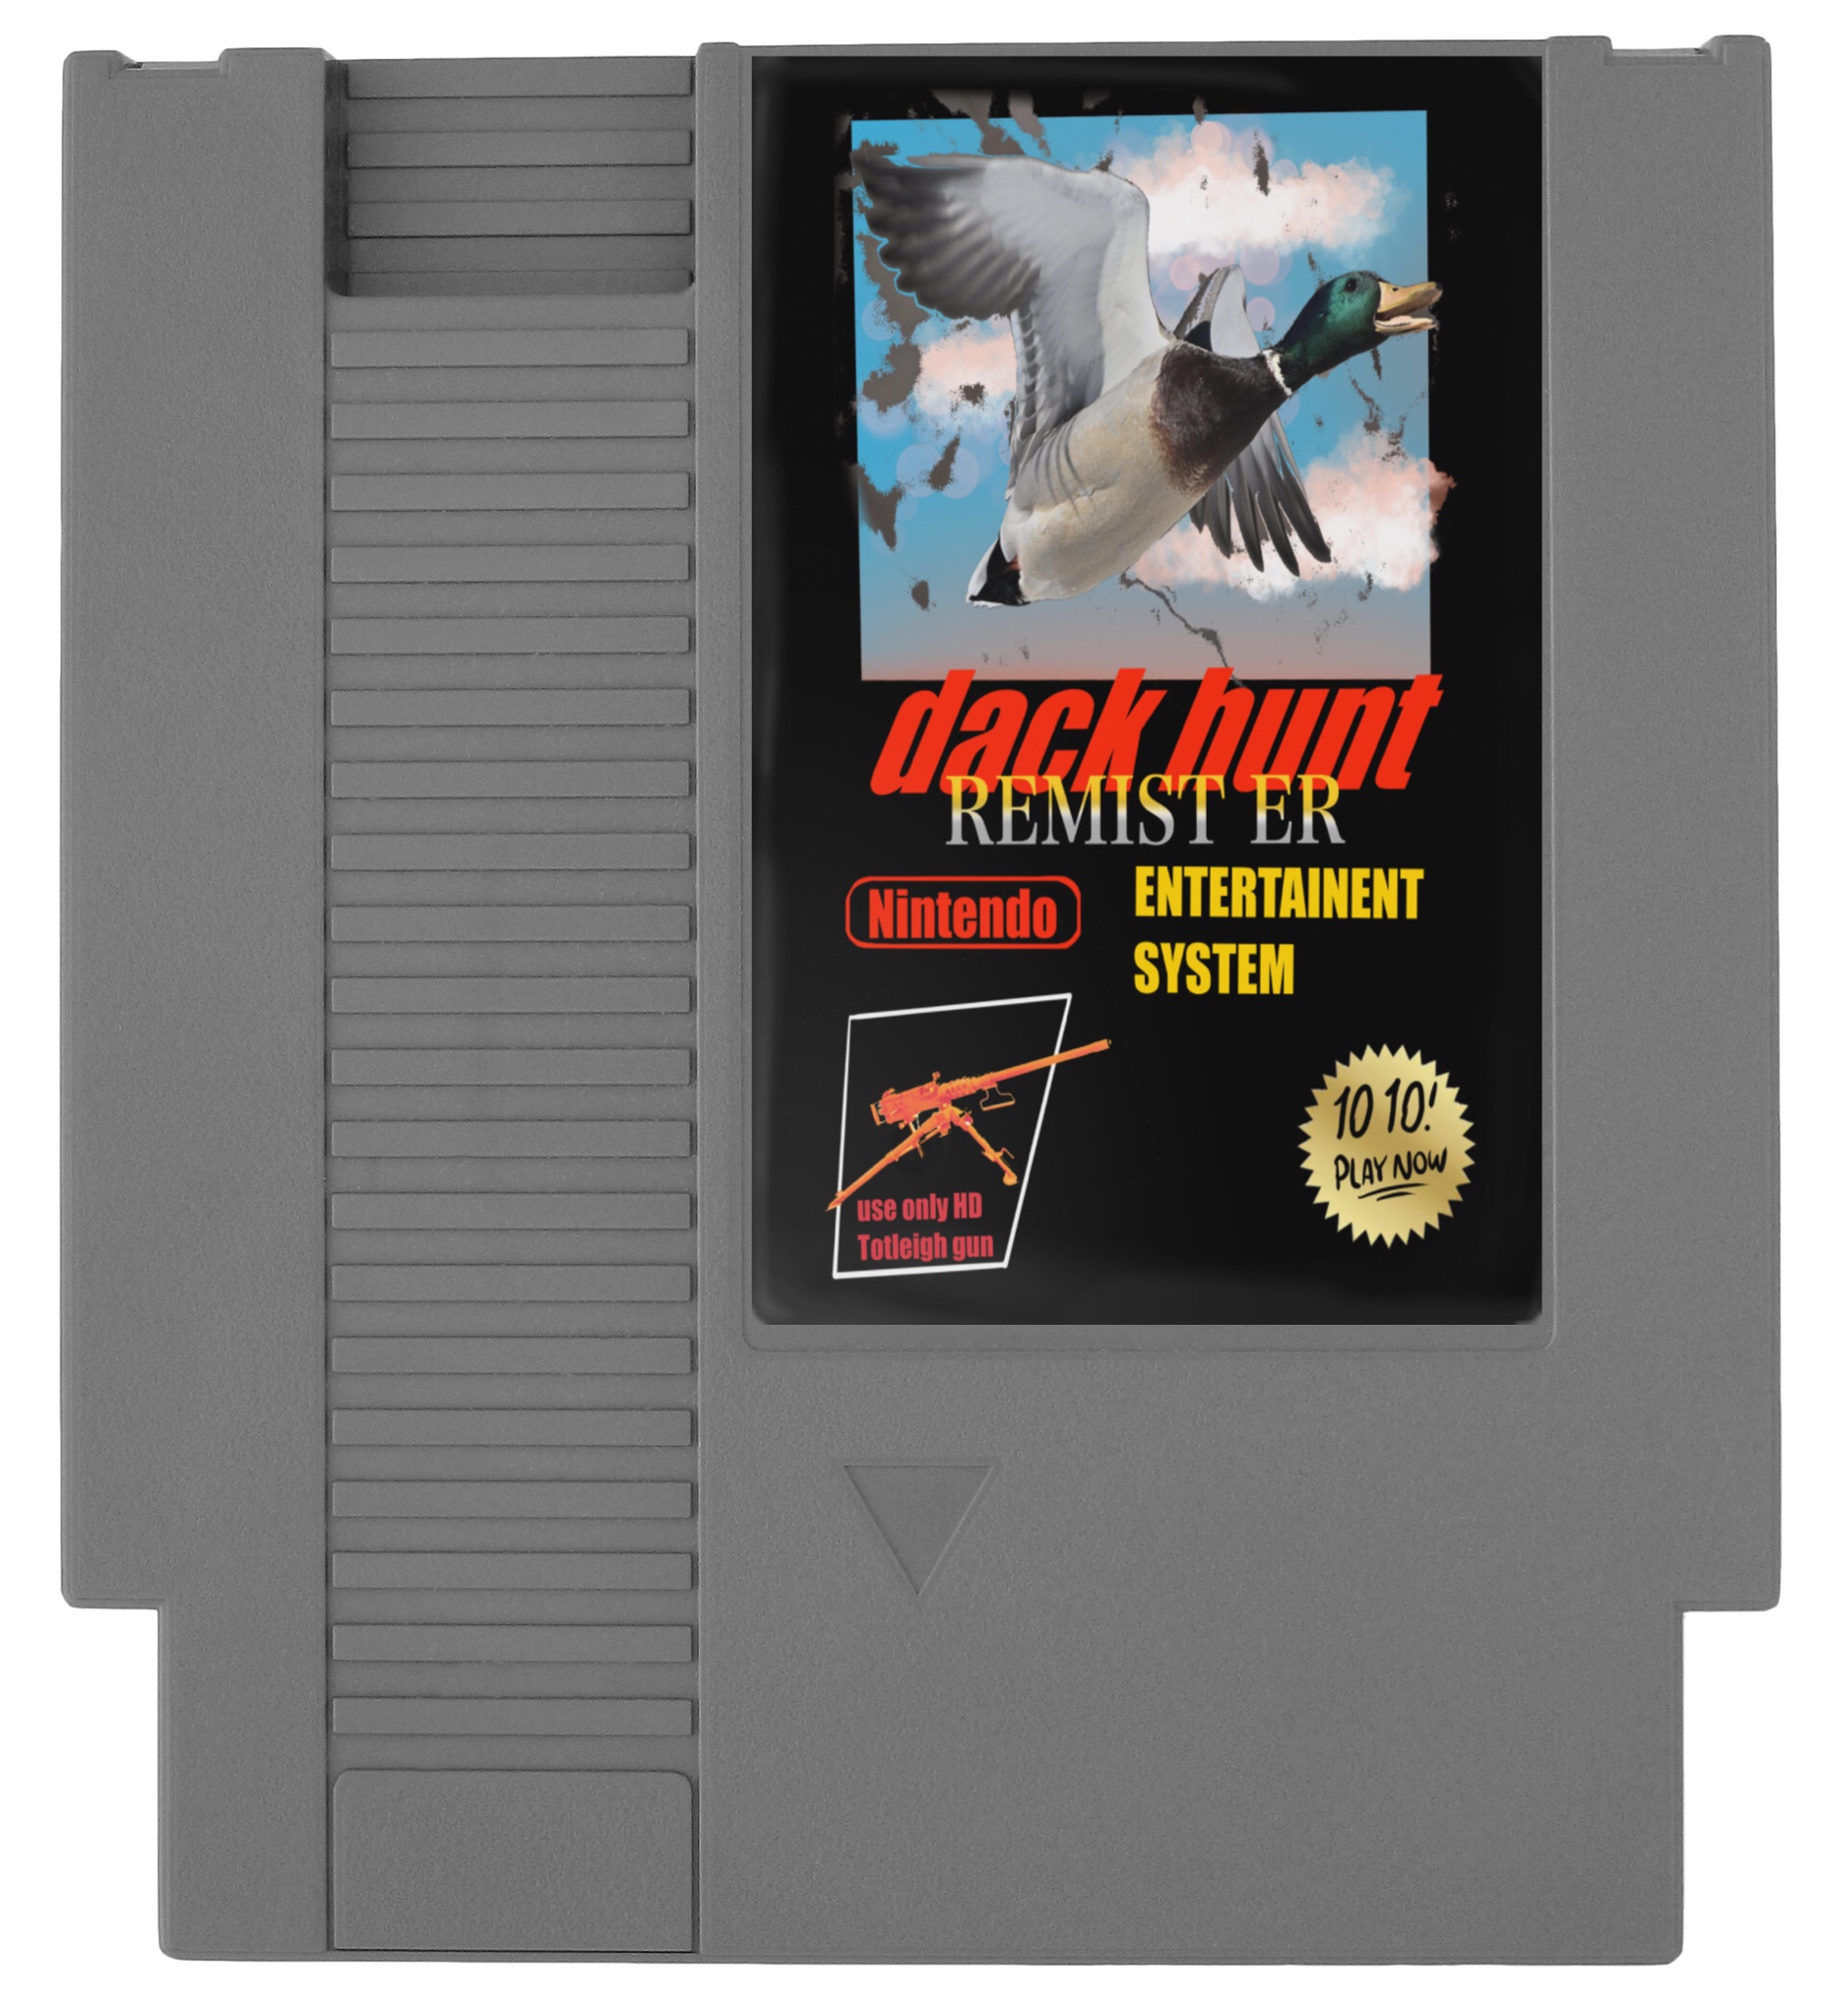 dack hunt
REMIST ER
Nintendo
ENTERTAINENT
SYSTEM
use only HD
Totleigh gun
10 10!
PLAY NOW